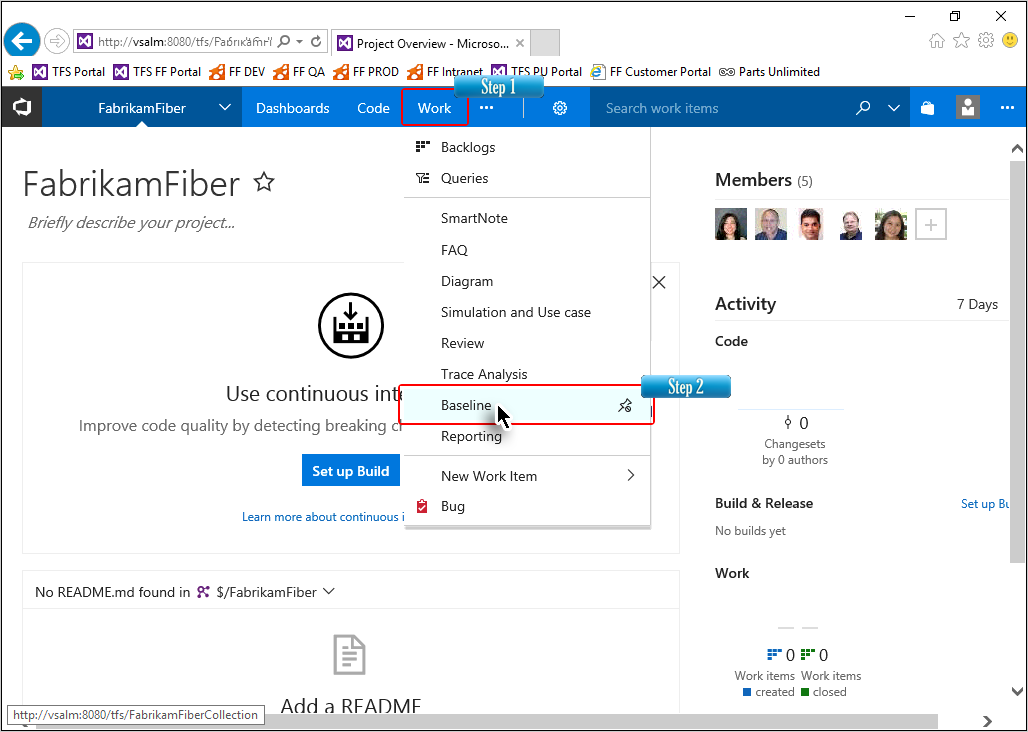 http://vsalm:8080/tfs/
Project Overview - Microso...
TFS Portal
TFS FF Portal
FF DEV
FF QA
FF PROD
FF Intranet
TFS PU Portal
FF Customer Portal
Parts Unlimited
Step 1
FabrikamFiber
Dashboards
Code
Work
Search work items
Backlogs
Queries
SmartNote
FAQ
Diagram
Simulation and Use case
Review
Trace Analysis
Baseline
Step 2
Reporting
New Work Item
Bug
FabrikamFiber
Briefly describe your project...
Use continuous inte
Improve code quality by detecting breaking c
Set up Build
Learn more about continuous i
No README.md found in $/FabrikamFiber
Add a README
Members (5)
Activity
7 Days
Code
0
Changesets
by 0 authors
Build & Release
Set up Bu
No builds yet
Work
0 0
Work items Work items
created closed
http://vsalm:8080/tfs/FabrikamFiberCollection